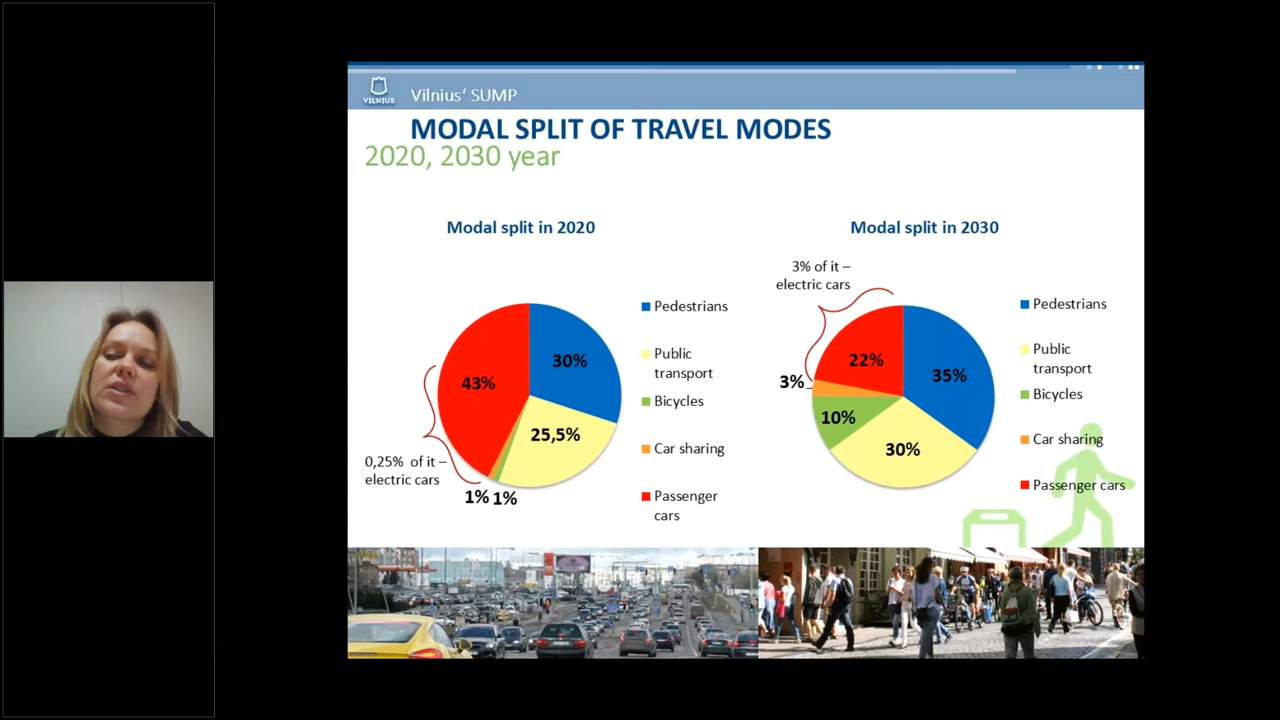 VILNIUS
Vilnius‘ SUMP
MODAL SPLIT OF TRAVEL MODES
2020, 2030 year
Modal split in 2020
30%
25,5%
1%
1%
43%
0,25% of it –
electric cars
Pedestrians
Public
transport
Bicycles
Car sharing
Passenger
cars
Modal split in 2030
3% of it –
electric cars
35%
30%
10%
3%
22%
Pedestrians
Public
transport
Bicycles
Car sharing
Passenger cars